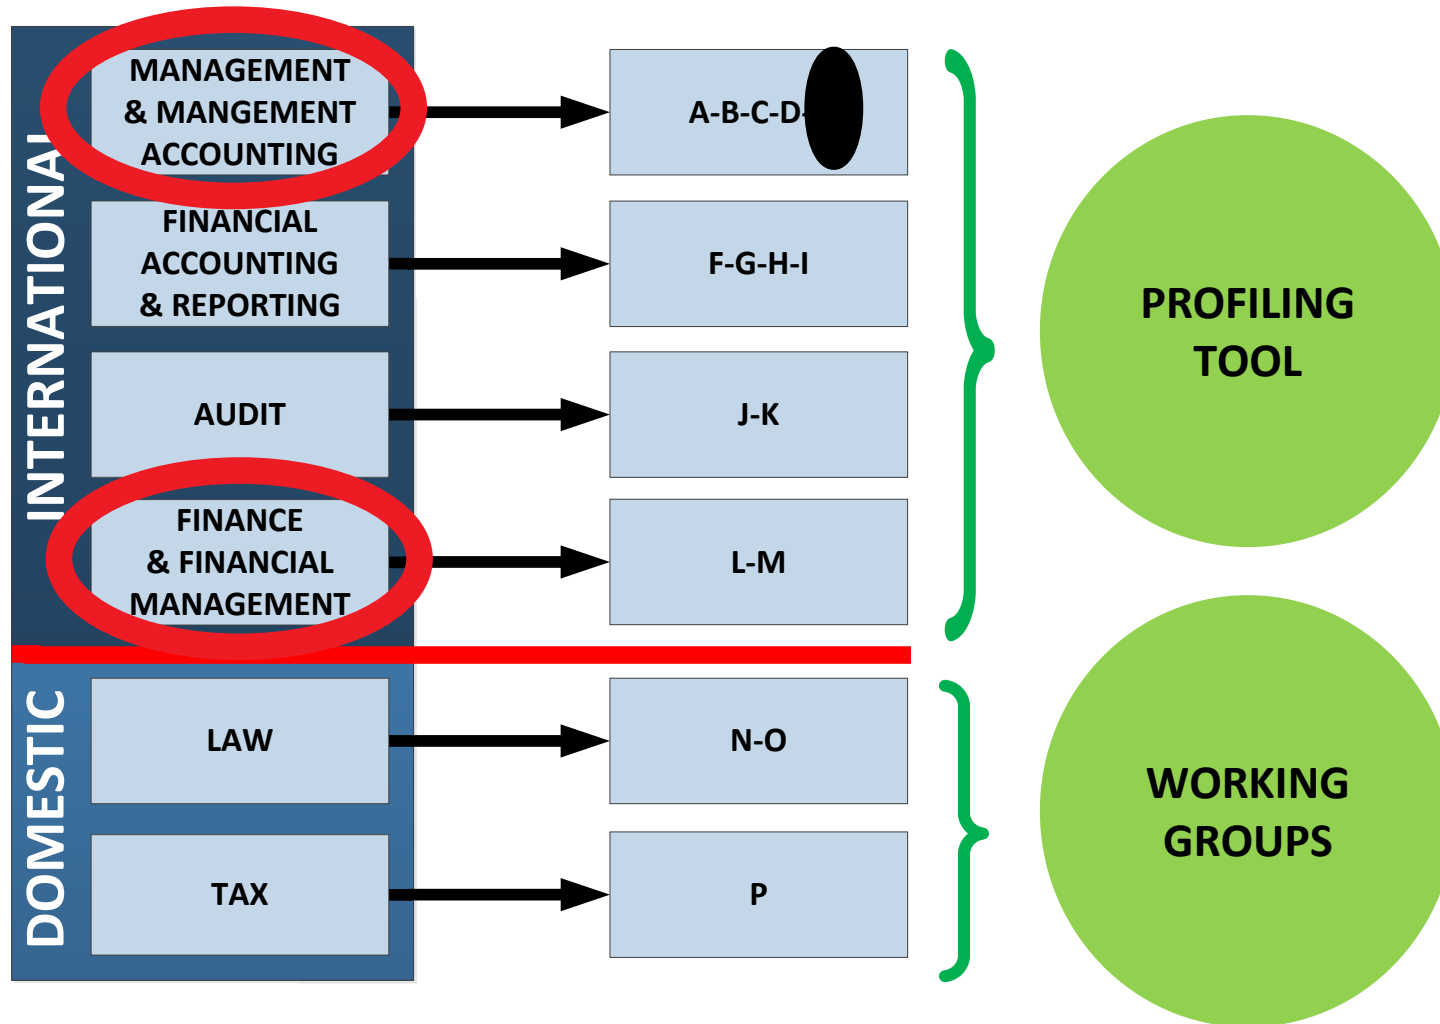 INTERNATIONAL
MANAGEMENT
& MANGEMENT
ACCOUNTING
A-B-C-D-
FINANCIAL
ACCOUNTING
& REPORTING
F-G-H-I
AUDIT
J-K
FINANCE
& FINANCIAL
MANAGEMENT
L-M
PROFILING
TOOL
DOMESTIC
LAW
N-O
TAX
P
WORKING
GROUPS